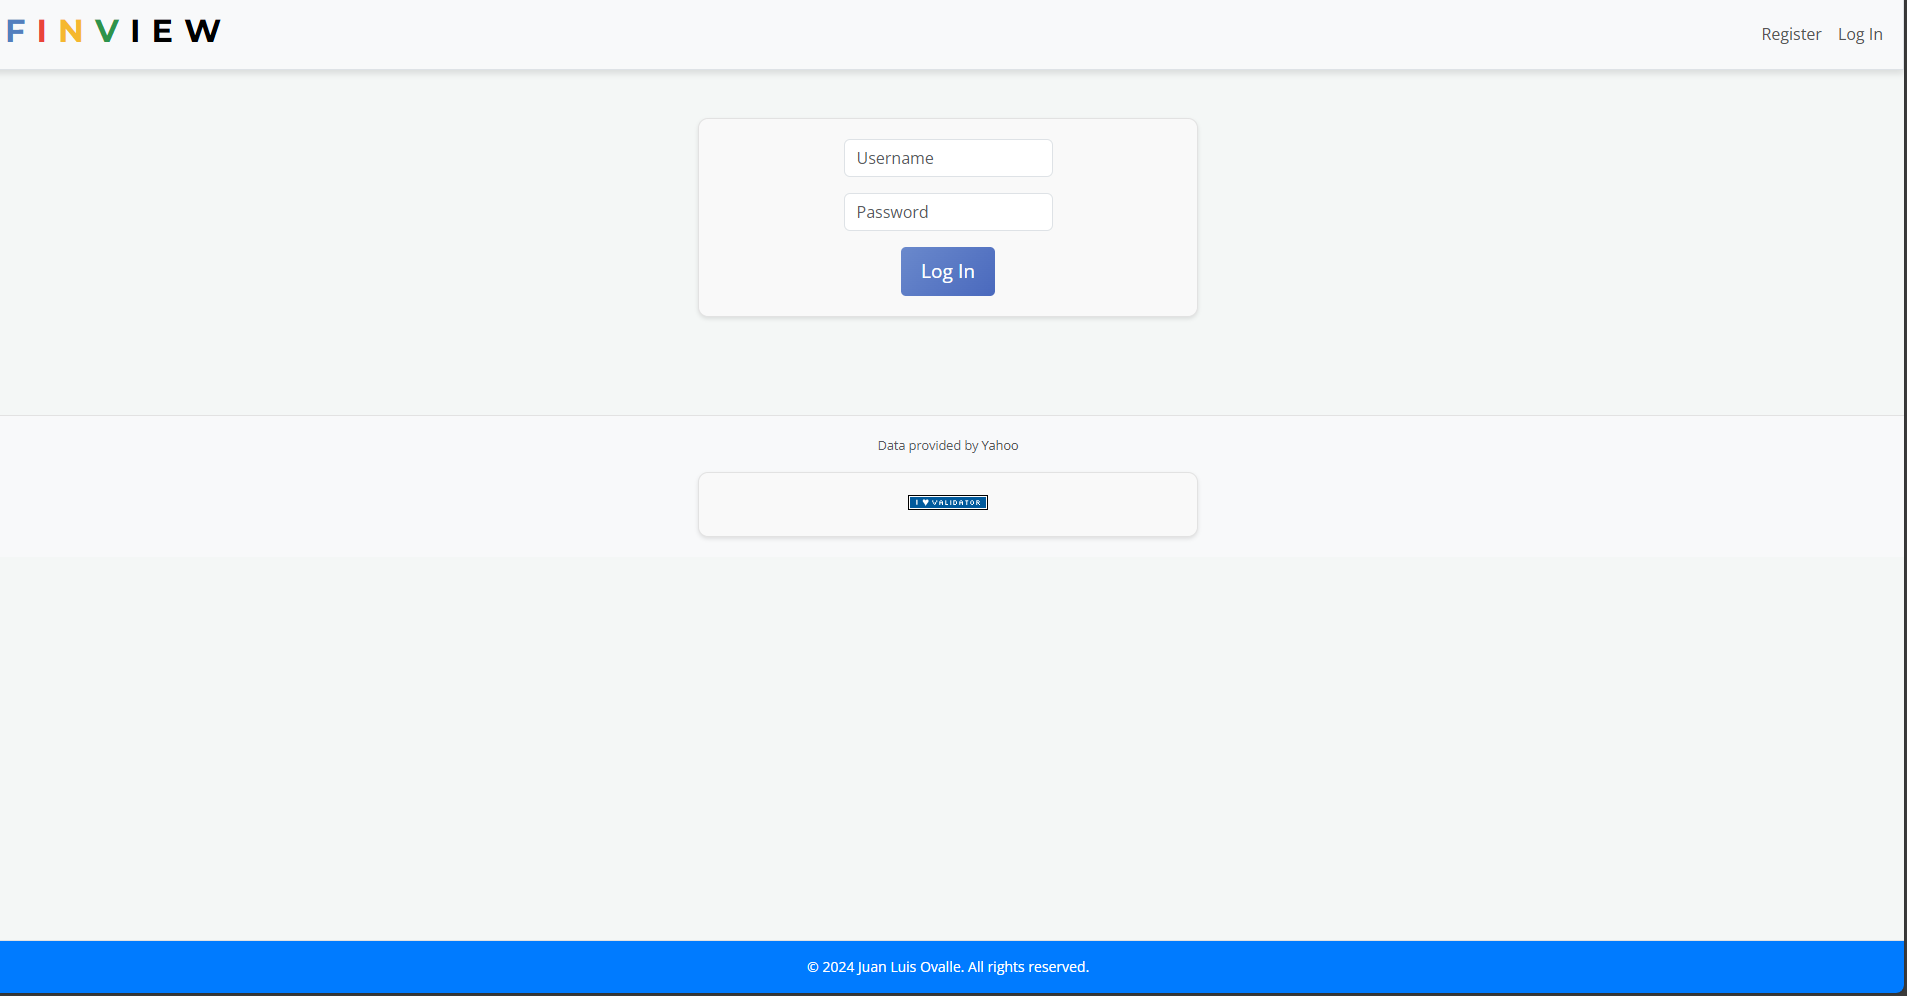 FINVIEW
Register Log In
Username
Password
Log In
Data provided by Yahoo
I ♥ VALIDATOR
© 2024 Juan Luis Ovalle. All rights reserved.